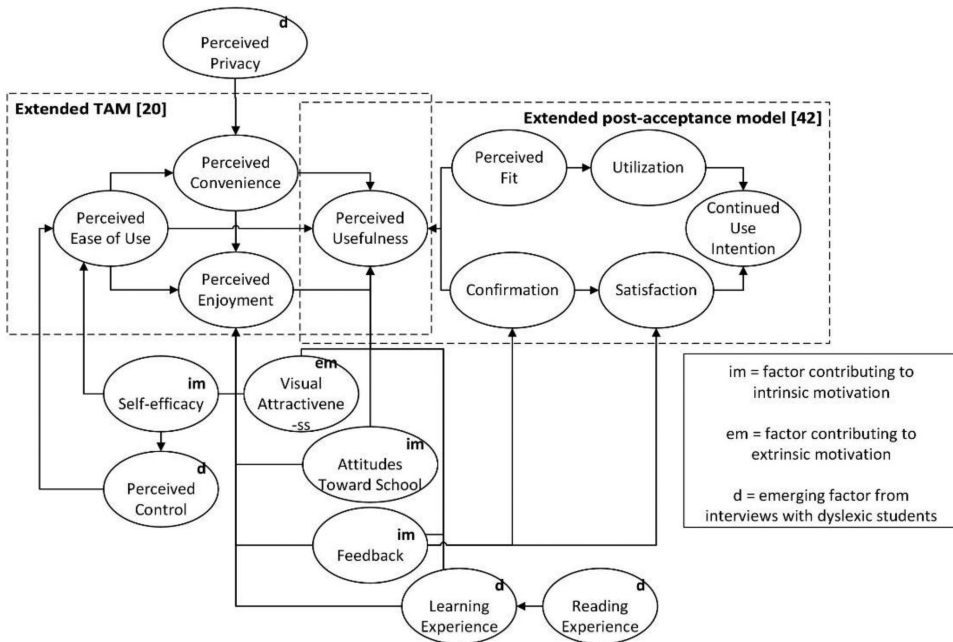 d
Perceived
Privacy
Extended TAM [20]
Extended post-acceptance model [42]
Perceived
Convenience
Perceived
Fit
Utilization
Perceived
Ease of Use
Perceived
Usefulness
Continued
Use
Intention
Perceived
Enjoyment
Confirmation
Satisfaction
im
Self-efficacy
em
Visual
Attractivene
-ss
im = factor contributing to
intrinsic motivation
em = factor contributing to
extrinsic motivation
d = emerging factor from
interviews with dyslexic students
im
Attitudes
Toward School
d
Perceived
Control
im
Feedback
d
Learning
Experience
d
Reading
Experience